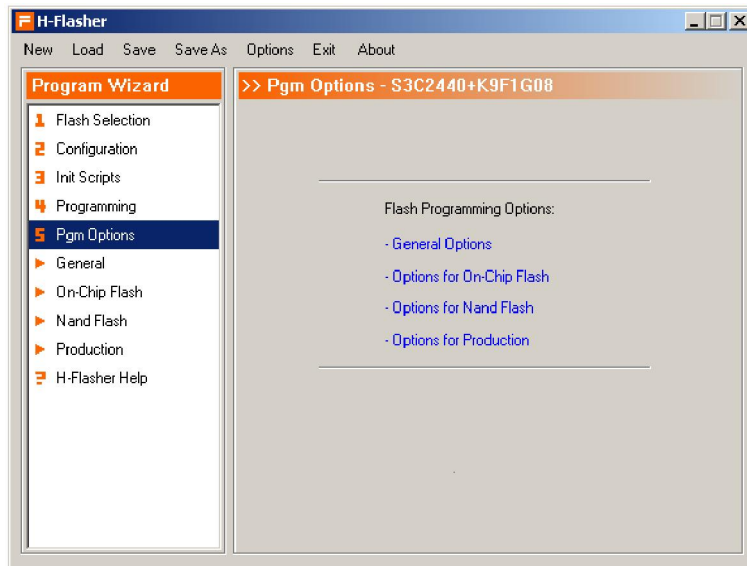 H-Flasher
New Load Save Save As Options Exit About
Program Wizard
1 Flash Selection
2 Configuration
3 Init Scripts
4 Programming
5 Pgm Options
General
On-Chip Flash
Nand Flash
Production
? H-Flasher Help
>> Pgm Options - S3C2440+K9F1G08
Flash Programming Options:
- General Options
- Options for On-Chip Flash
- Options for Nand Flash
- Options for Production